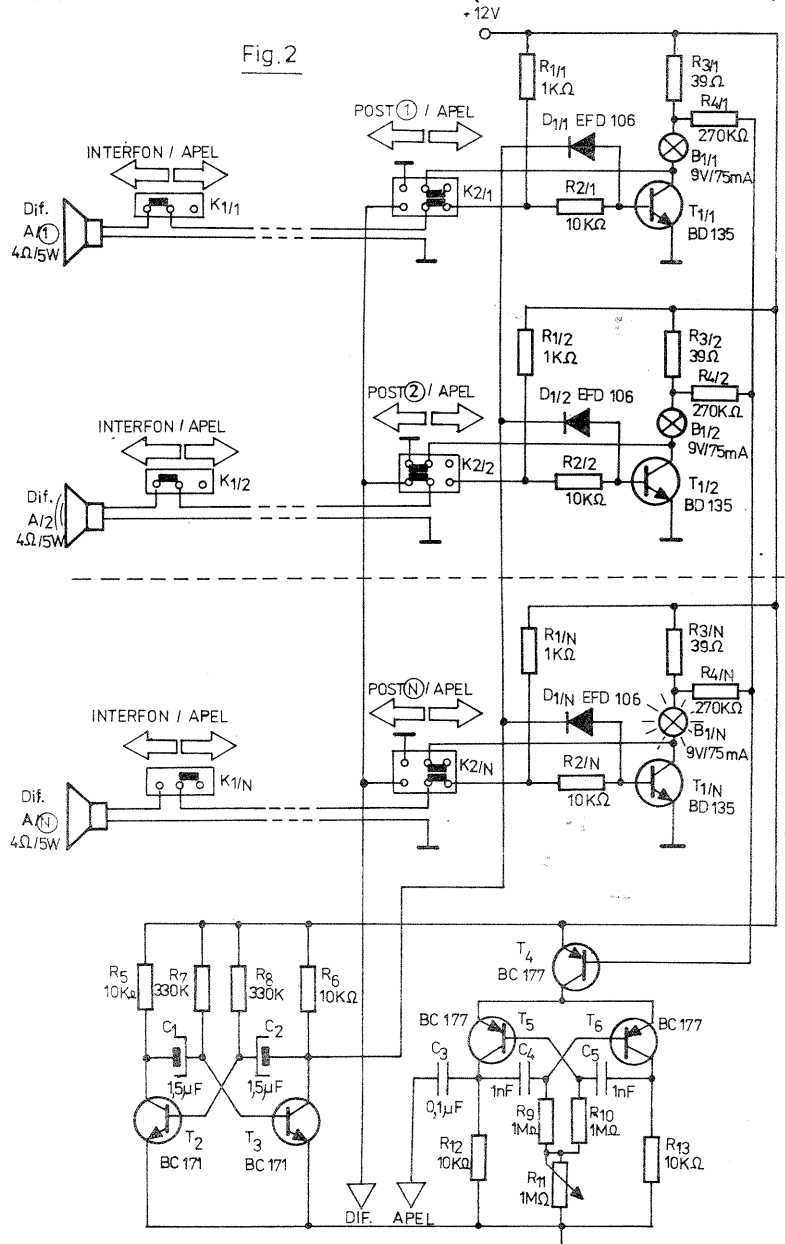 +12V
Fig. 2
R1/1
1KΩ
R3/1
39Ω
R4/1
270KΩ
POST ① / APEL
D1/1 EFD 106
B1/1
9V/75mA
INTERFON / APEL
K1/1
K2/1
R2/1
10KΩ
T1/1
BD 135
Dif.
A/①
4Ω/5W
R1/2
1KΩ
R3/2
39Ω
R4/2
270KΩ
POST ② / APEL
D1/2 EFD 106
B1/2
9V/75mA
INTERFON / APEL
K1/2
K2/2
R2/2
10KΩ
T1/2
BD 135
Dif.
A/2
4Ω/5W
R1/N
1KΩ
R3/N
39Ω
R4/N
270KΩ
POST Ⓝ / APEL
D1/N EFD 106
B1/N
9V/75mA
INTERFON / APEL
K1/N
K2/N
R2/N
10KΩ
T1/N
BD 135
Dif.
A/Ⓝ
4Ω/5W
R5
10KΩ
R7
330K
R8
330K
R6
10KΩ
T4
BC 177
C1
1,5µF
C2
1,5µF
BC 177
T5
T6
BC 177
C3
0,1µF
C4
1nF
C5
1nF
T2
BC 171
T3
BC 171
R9
1MΩ
R10
1MΩ
R12
10KΩ
R11
1MΩ
R13
10KΩ
DIF.
APEL